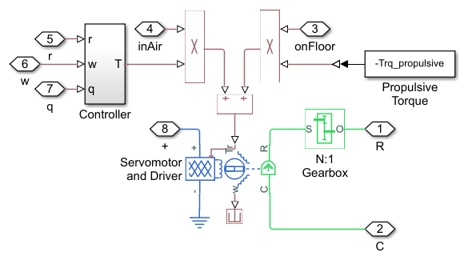 5
r
6
w
7
q
r
w
q
T
Controller
4
inAir
×
×
3
onFloor
-Trq_propulsive
Propulsive
Torque
+
+
8
+
Servomotor
and Driver
+
-
Tr
W
R
C
S
O
N:1
Gearbox
1
R
2
C